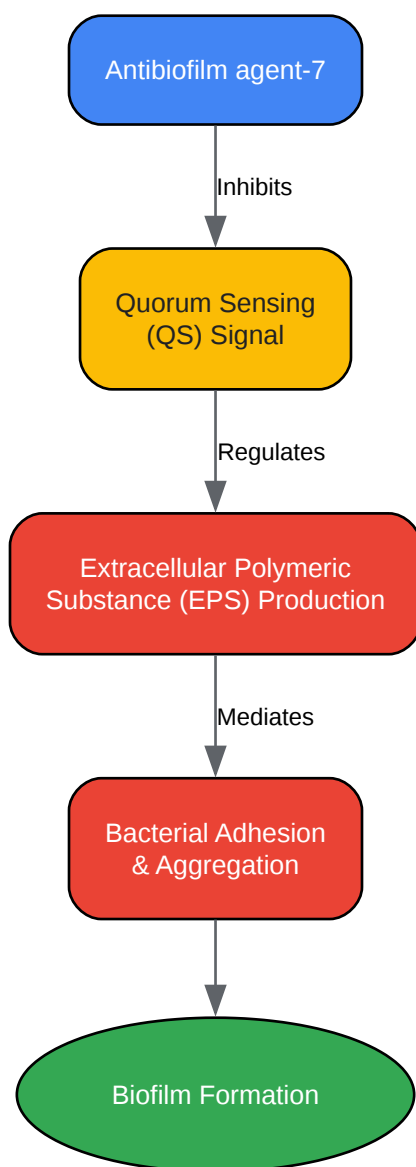 Antibiofilm agent-7
Inhibits
Quorum Sensing
(QS) Signal
Regulates
Extracellular Polymeric
Substance (EPS) Production
Mediates
Bacterial Adhesion
& Aggregation
Biofilm Formation